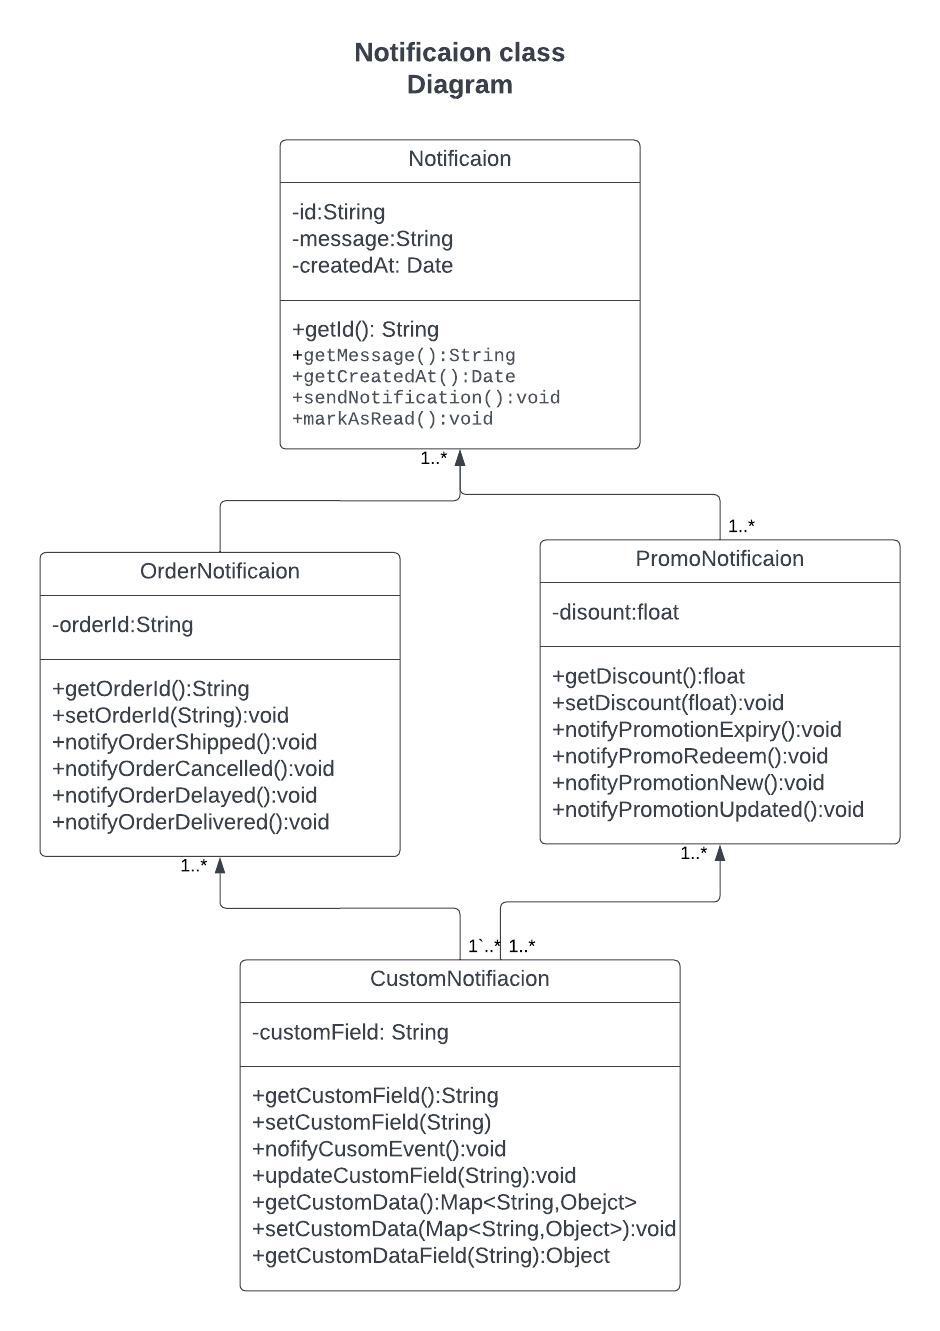 Notificaion class
Diagram
Notificaion
-id:Stiring
-message:String
-createdAt: Date
+getId(): String
+getMessage():String
+getCreatedAt():Date
+sendNotification():void
+markAsRead():void
1..*
1..*
OrderNotificaion
-orderId:String
+getOrderId():String
+setOrderId(String):void
+notifyOrderShipped():void
+notifyOrderCancelled():void
+notifyOrderDelayed():void
+notifyOrderDelivered():void
PromoNotificaion
-disount:float
+getDiscount():float
+setDiscount(float):void
+notifyPromotionExpiry():void
+notifyPromoRedeem():void
+nofityPromotionNew():void
+notifyPromotionUpdated():void
1..*
1..*
1`..*
1..*
CustomNotifiacion
-customField: String
+getCustomField():String
+setCustomField(String)
+nofifyCusomEvent():void
+updateCustomField(String):void
+getCustomData():Map<String,Obejct>
+setCustomData(Map<String,Object>):void
+getCustomDataField(String):Object